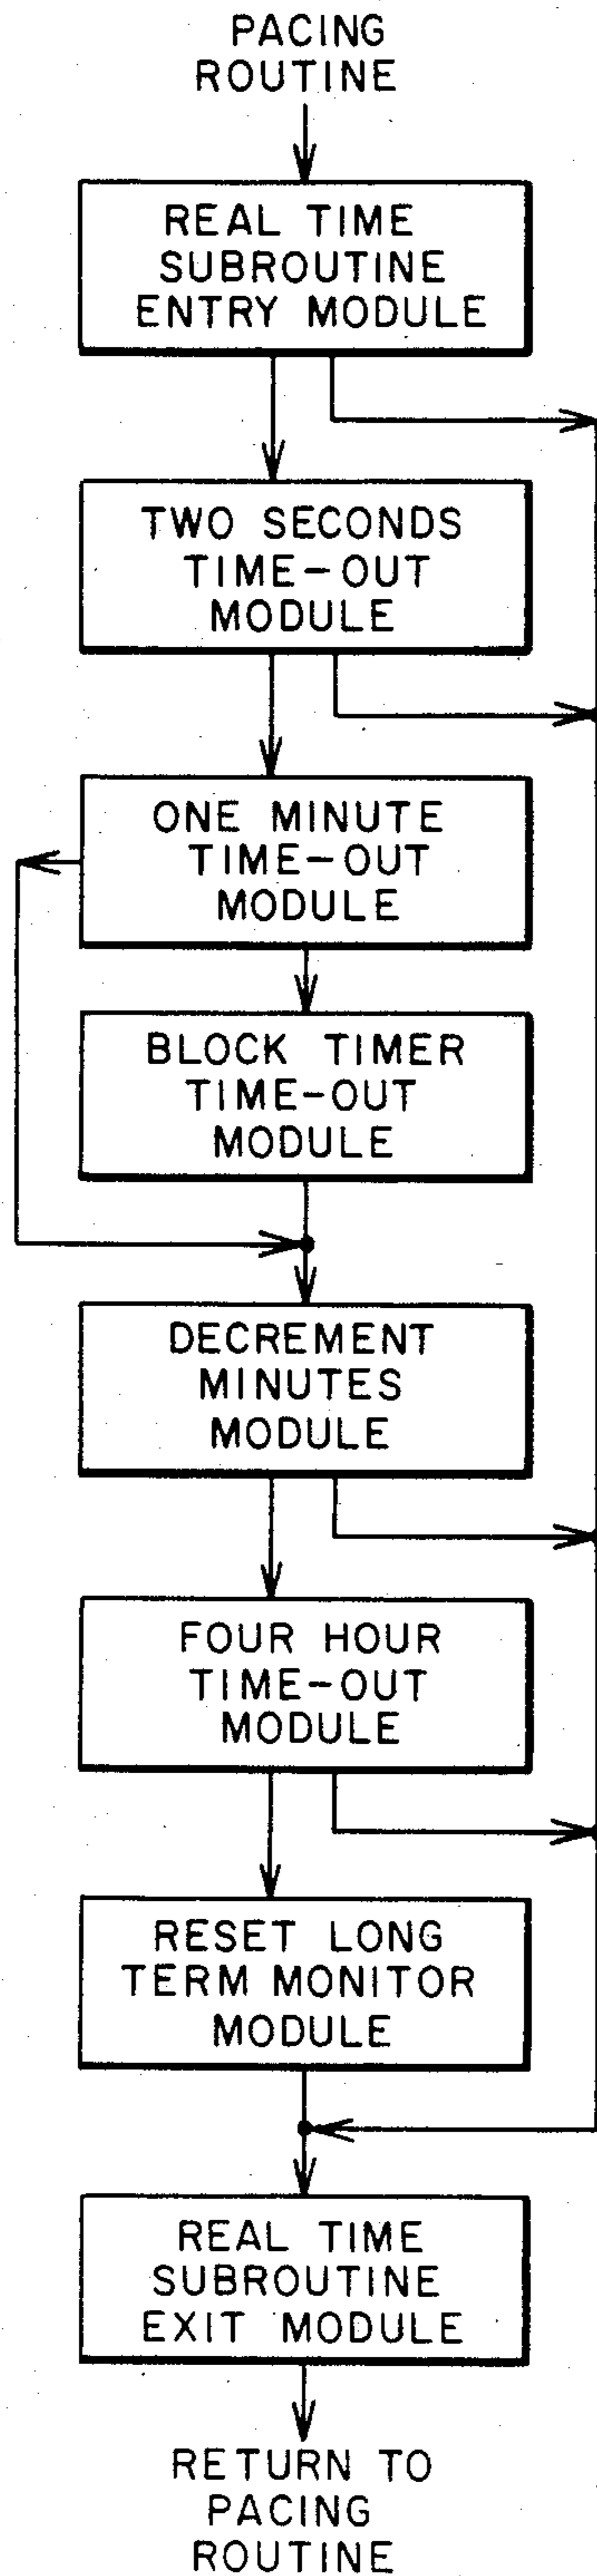 PACING
ROUTINE
REAL TIME
SUBROUTINE
ENTRY MODULE
TWO SECONDS
TIME-OUT
MODULE
ONE MINUTE
TIME-OUT
MODULE
BLOCK TIMER
TIME-OUT
MODULE
DECREMENT
MINUTES
MODULE
FOUR HOUR
TIME-OUT
MODULE
RESET LONG
TERM MONITOR
MODULE
REAL TIME
SUBROUTINE
EXIT MODULE
RETURN TO
PACING
ROUTINE